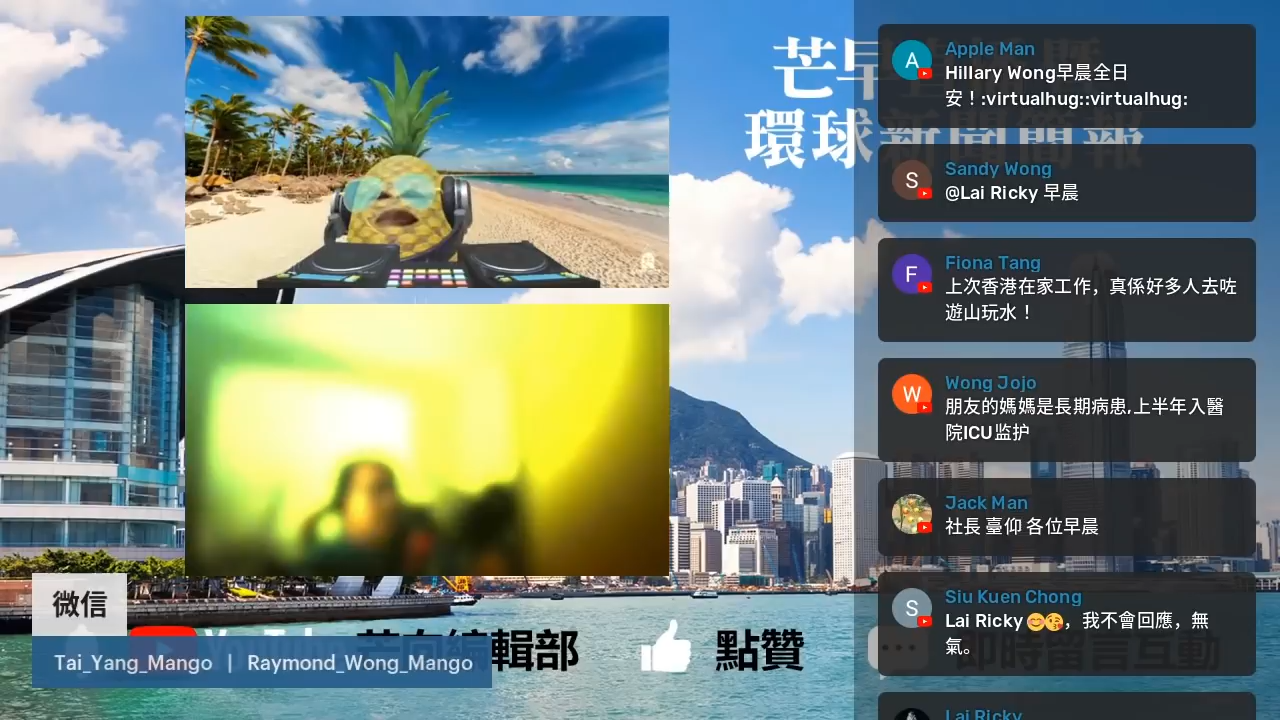 芒早
環球新聞簡報
A
Apple Man
Hillary Wong早晨全日
安！:virtualhug::virtualhug:
S
Sandy Wong
@Lai Ricky 早晨
F
Fiona Tang
上次香港在家工作，真係好多人去咗
遊山玩水！
W
Wong Jojo
朋友的媽媽是長期病患,上半年入醫
院ICU监护
Jack Man
社長 臺仰 各位早晨
S
Siu Kuen Chong
Lai Ricky😊😘，我不會回應，無
氣。
Lai Ricky
微信
Tai_Yang_Mango | Raymond_Wong_Mango
YouTube 芒向編輯部
點贊
即時留言互動